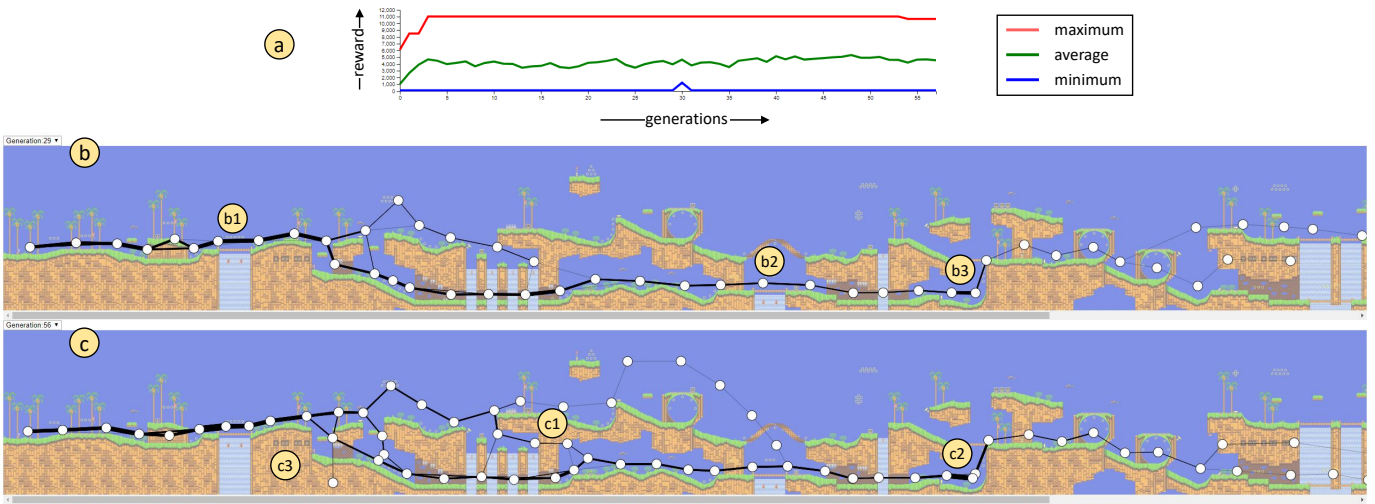 a
reward
12,000
11,000
10,000
9,000
8,000
7,000
6,000
5,000
4,000
3,000
2,000
1,000
0
0 5 10 15 20 25 30 35 40 45 50 55
generations
maximum
average
minimum
Generation:29
b
b1
b2
b3
Generation:56
c
c1
c2
c3